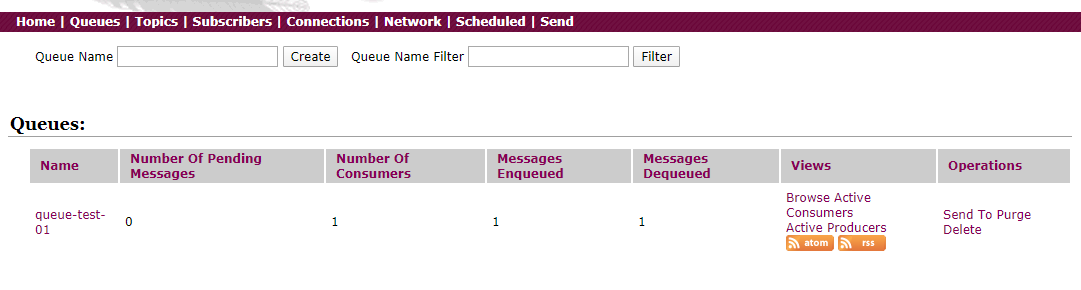 Home | Queues | Topics | Subscribers | Connections | Network | Scheduled | Send
Queue Name Create Queue Name Filter Filter
Queues:
Name Number Of Pending Messages Number Of Consumers Messages Enqueued Messages Dequeued Views Operations
queue-test-01 0 1 1 1 Browse Active Consumers Active Producers atom rss Send To Purge Delete